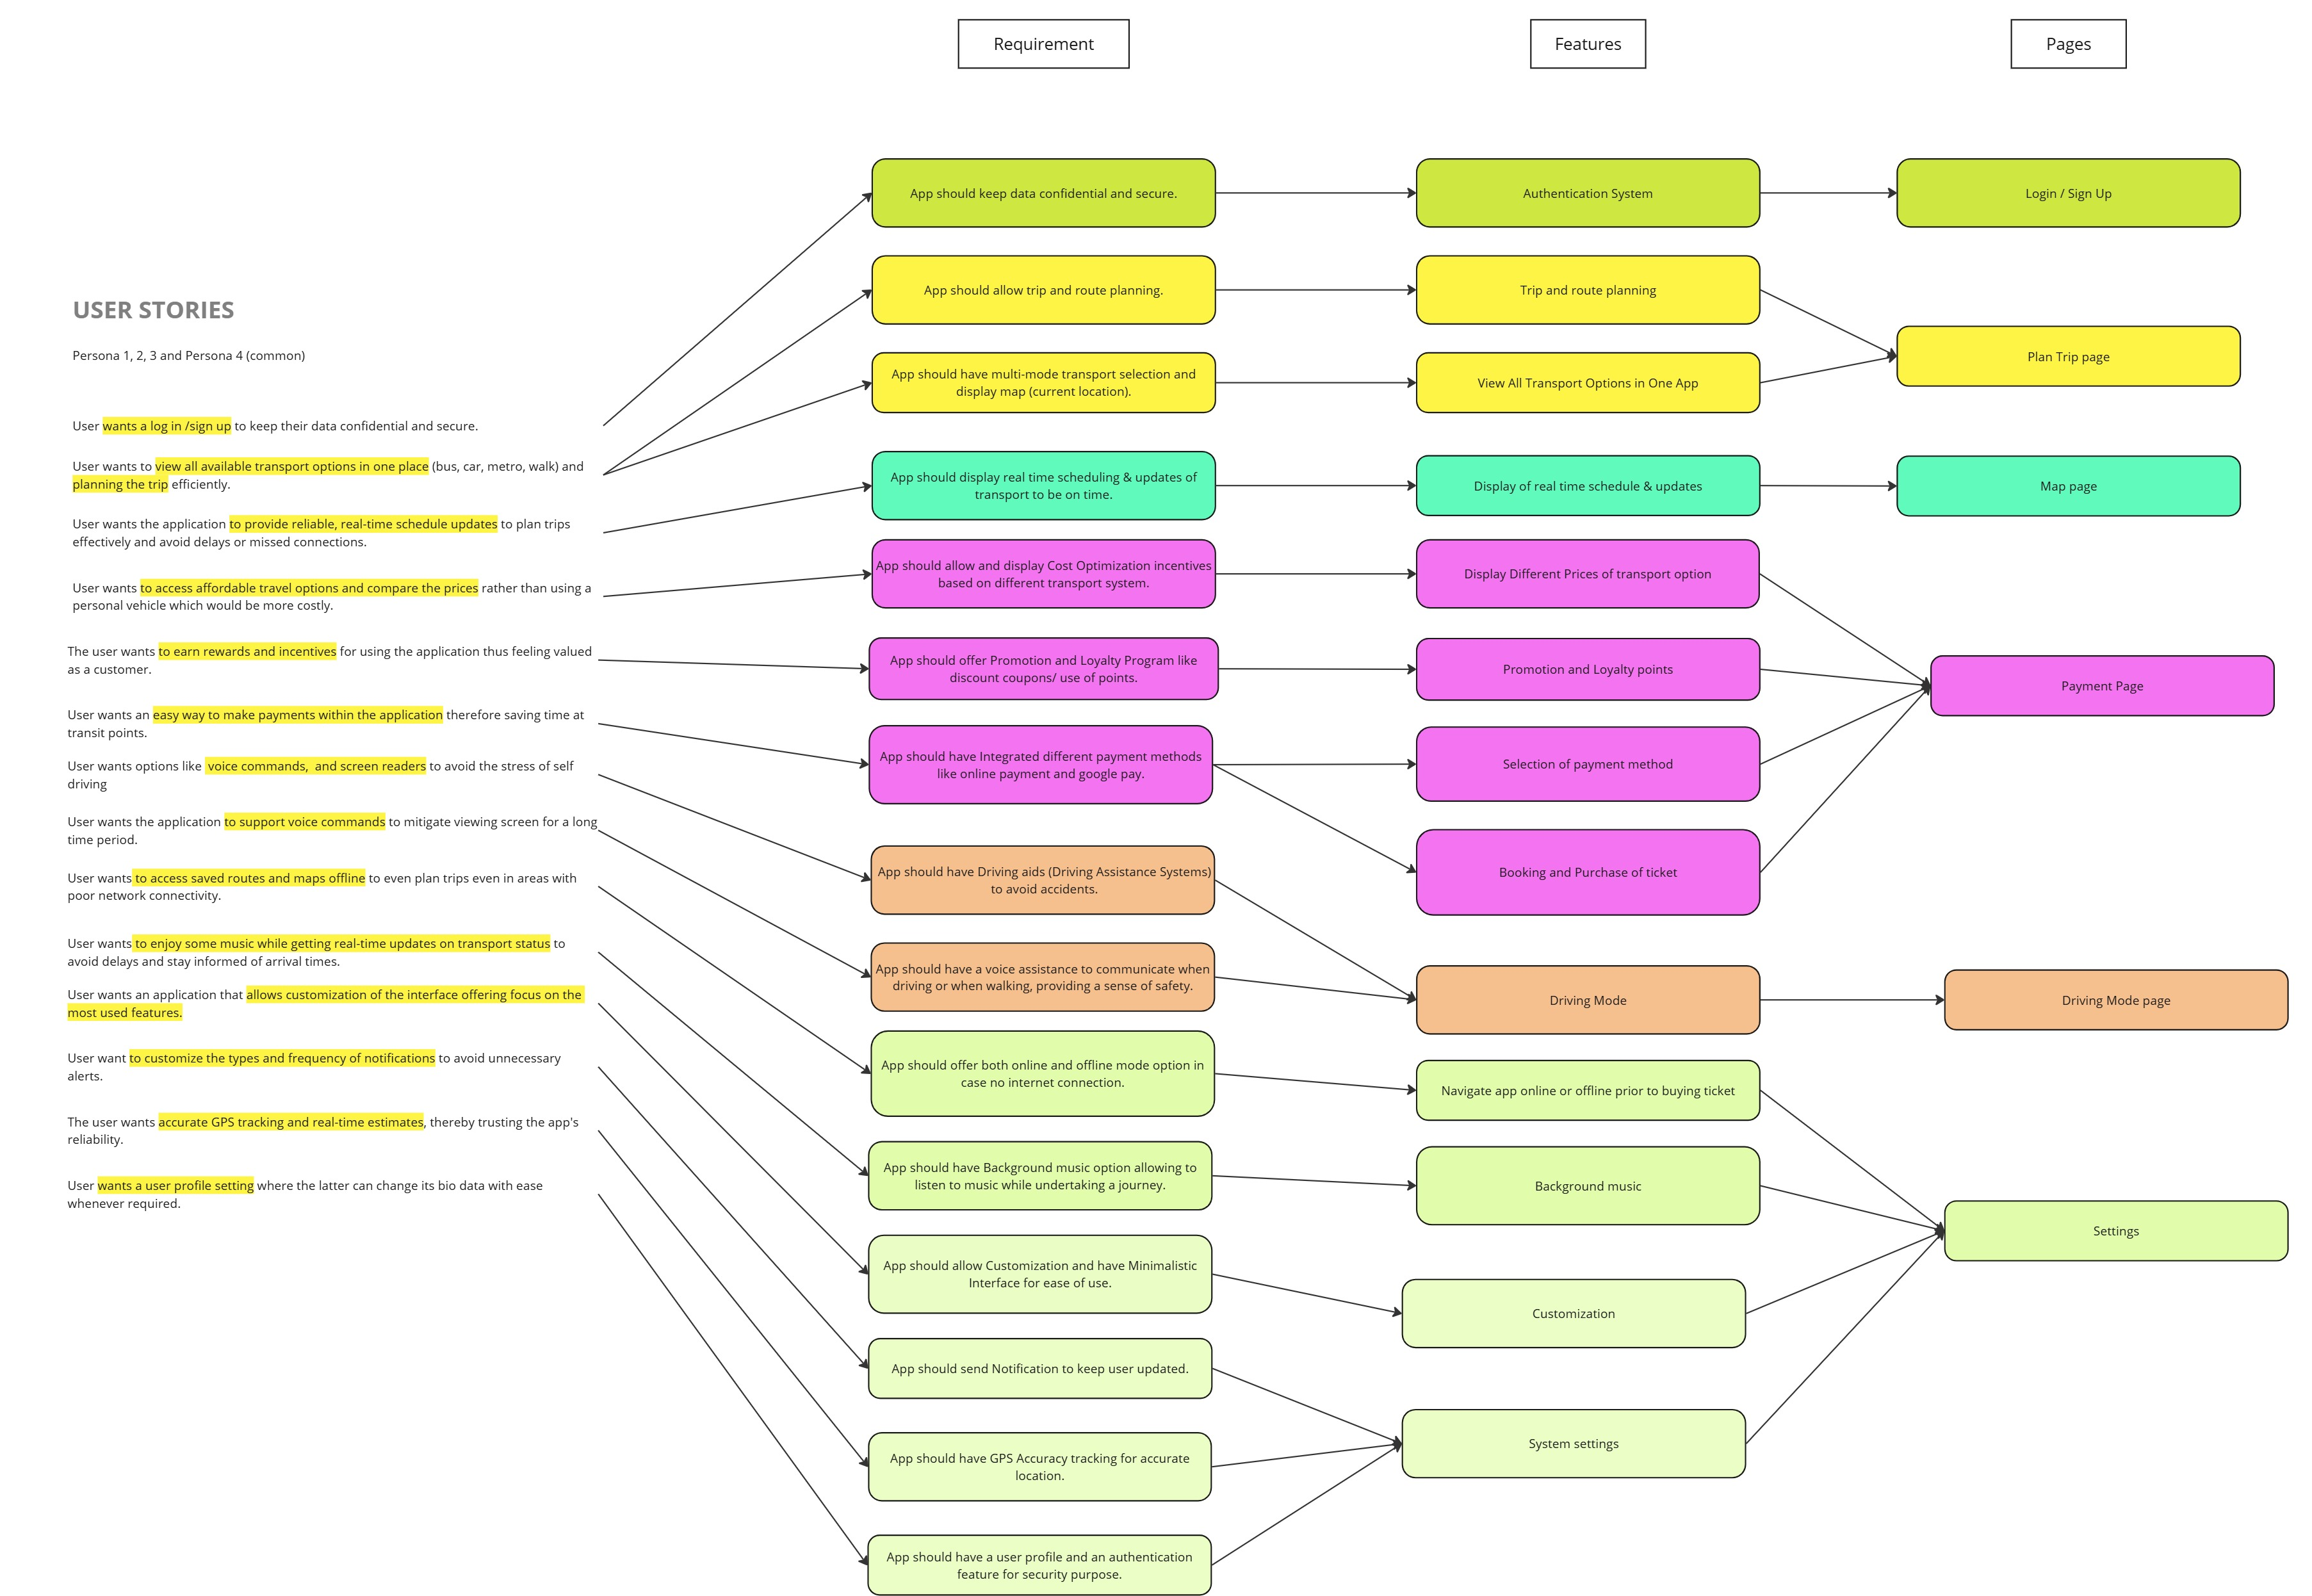 Requirement
Features
Pages
USER STORIES
Persona 1, 2, 3 and Persona 4 (common)
User wants a log in /sign up to keep their data confidential and secure.
User wants to view all available transport options in one place (bus, car, metro, walk) and
planning the trip efficiently.
User wants the application to provide reliable, real-time schedule updates to plan trips
effectively and avoid delays or missed connections.
User wants to access affordable travel options and compare the prices rather than using a
personal vehicle which would be more costly.
The user wants to earn rewards and incentives for using the application thus feeling valued
as a customer.
User wants an easy way to make payments within the application therefore saving time at
transit points.
User wants options like  voice commands,  and screen readers to avoid the stress of self
driving
User wants the application to support voice commands to mitigate viewing screen for a long
time period.
User wants to access saved routes and maps offline to even plan trips even in areas with
poor network connectivity.
User wants to enjoy some music while getting real-time updates on transport status to
avoid delays and stay informed of arrival times.
User wants an application that allows customization of the interface offering focus on the
most used features.
User want to customize the types and frequency of notifications to avoid unnecessary
alerts.
The user wants accurate GPS tracking and real-time estimates, thereby trusting the app's
reliability.
User wants a user profile setting where the latter can change its bio data with ease
whenever required.
App should keep data confidential and secure.
App should allow trip and route planning.
App should have multi-mode transport selection and
display map (current location).
App should display real time scheduling & updates of
transport to be on time.
App should allow and display Cost Optimization incentives
based on different transport system.
App should offer Promotion and Loyalty Program like
discount coupons/ use of points.
App should have Integrated different payment methods
like online payment and google pay.
App should have Driving aids (Driving Assistance Systems)
to avoid accidents.
App should have a voice assistance to communicate when
driving or when walking, providing a sense of safety.
App should offer both online and offline mode option in
case no internet connection.
App should have Background music option allowing to
listen to music while undertaking a journey.
App should allow Customization and have Minimalistic
Interface for ease of use.
App should send Notification to keep user updated.
App should have GPS Accuracy tracking for accurate
location.
App should have a user profile and an authentication
feature for security purpose.
Authentication System
Trip and route planning
View All Transport Options in One App
Display of real time schedule & updates
Display Different Prices of transport option
Promotion and Loyalty points
Selection of payment method
Booking and Purchase of ticket
Driving Mode
Navigate app online or offline prior to buying ticket
Background music
Customization
System settings
Login / Sign Up
Plan Trip page
Map page
Payment Page
Driving Mode page
Settings